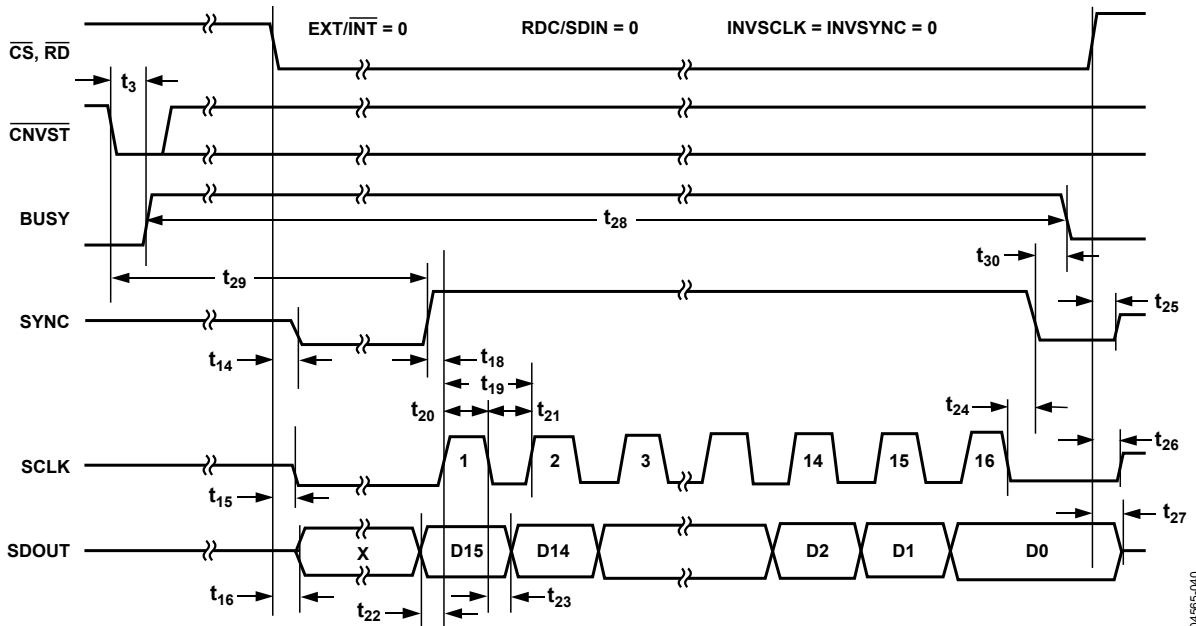 EXT/INT = 0 RDC/SDIN = 0 INVSCLK = INVSYNC = 0
CS, RD
t3
CNVST
BUSY
t28
t30
t29
t25
SYNC
t14
t18
t19
t20
t21
t24
t26
SCLK
1 2 3 14 15 16
t15
t27
SDOUT
X D15 D14 D2 D1 D0
t16
t22
t23
04565-040